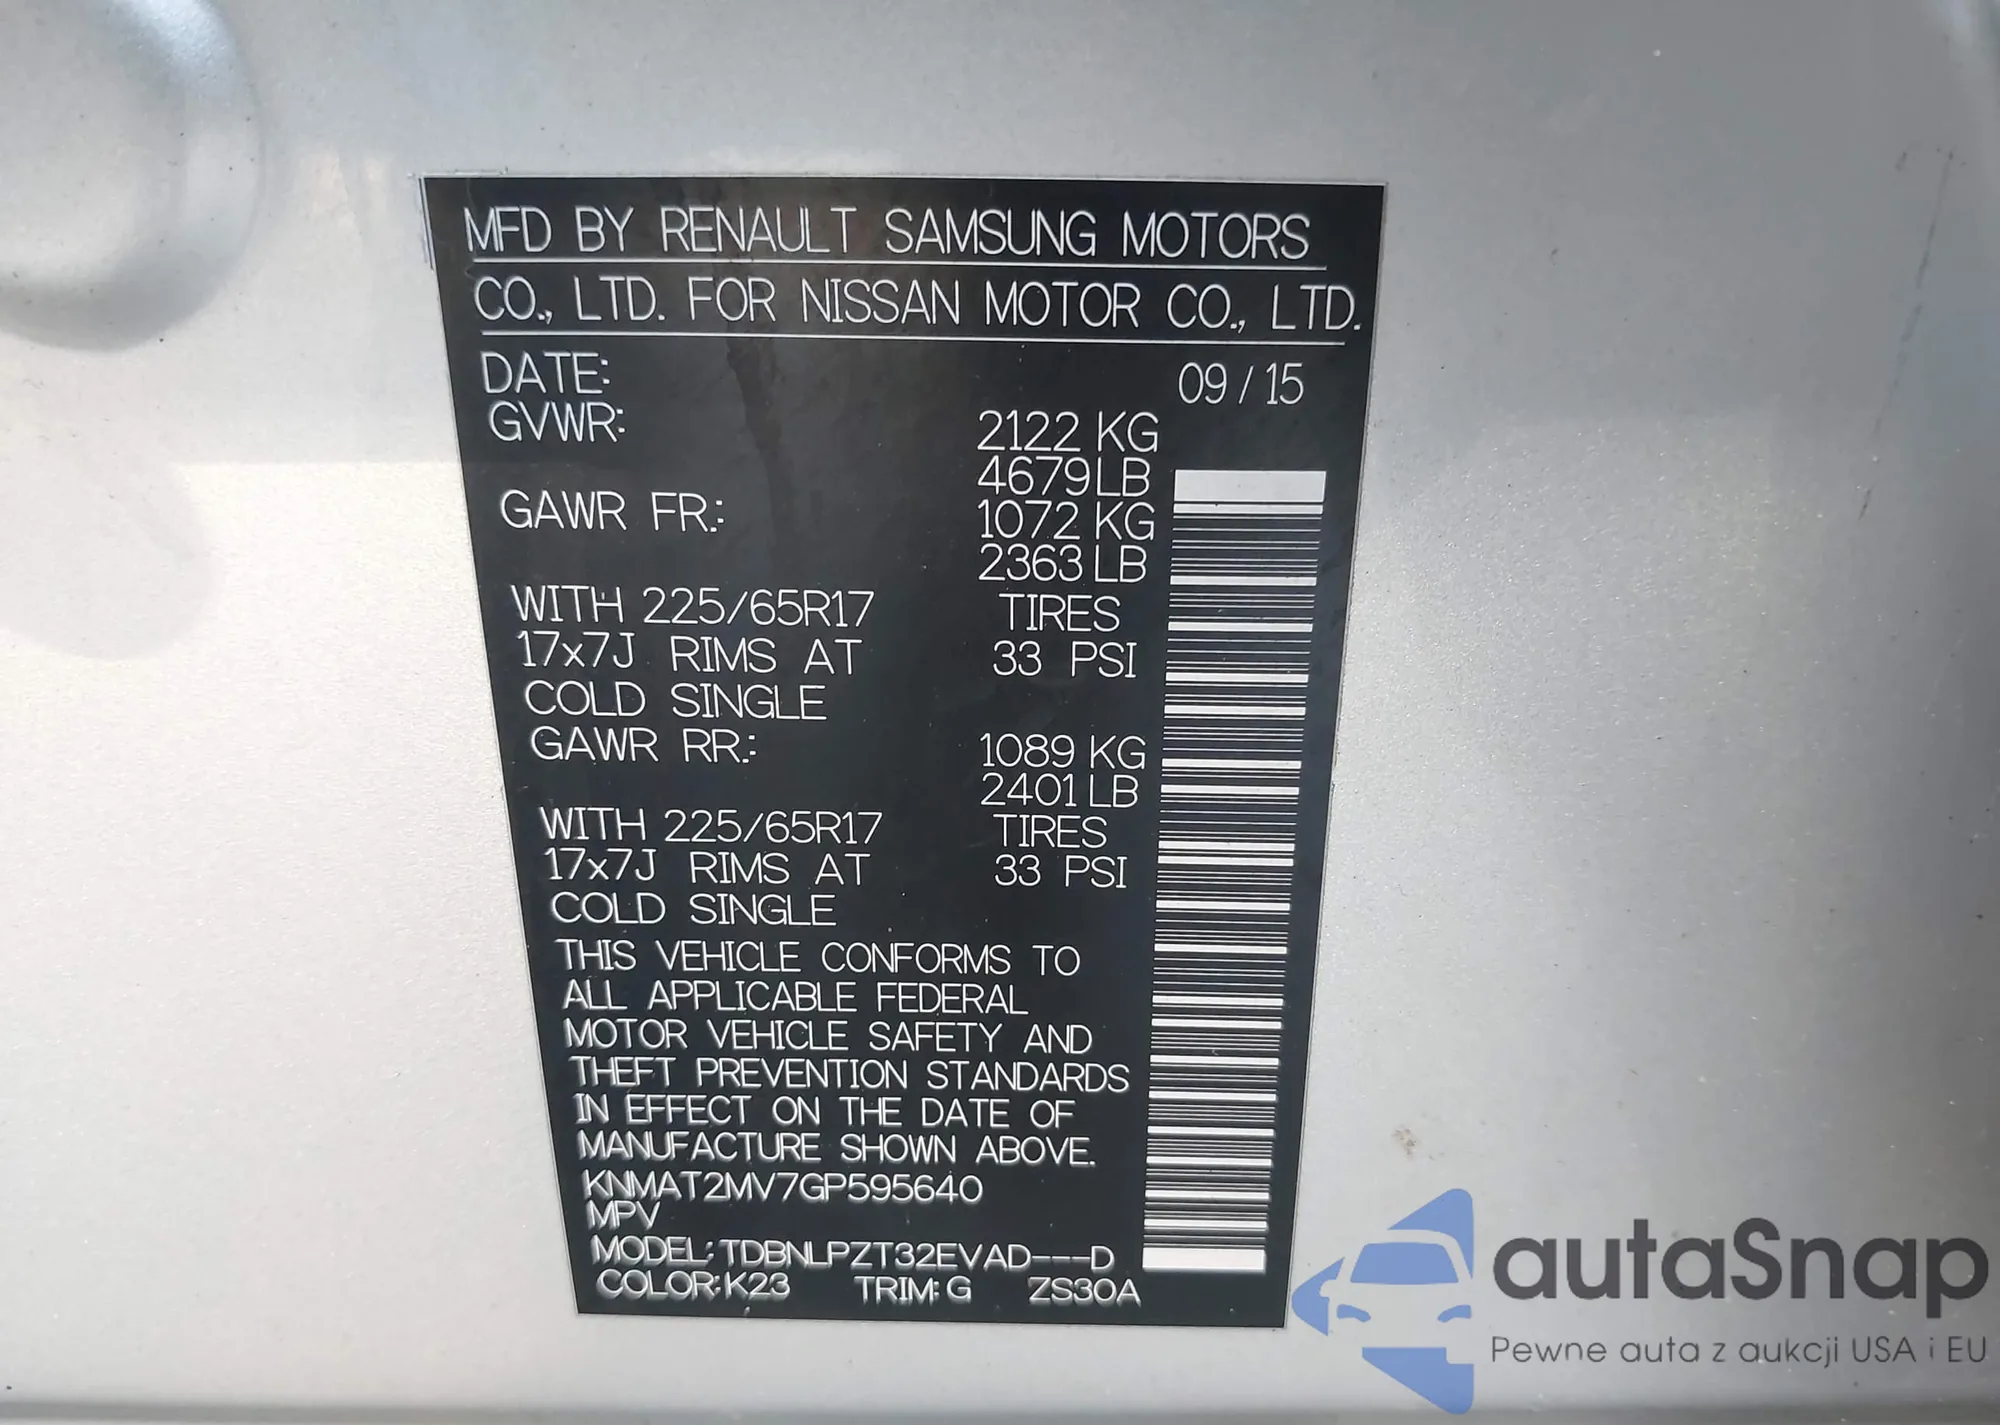 MFD BY RENAULT SAMSUNG MOTORS
CO., LTD. FOR NISSAN MOTOR CO., LTD.
DATE: 09 / 15
GVWR: 2122 KG
4679 LB
GAWR FR.: 1072 KG
2363 LB
WITH 225/65R17 TIRES
17x7J RIMS AT 33 PSI
COLD SINGLE
GAWR RR.: 1089 KG
2401 LB
WITH 225/65R17 TIRES
17x7J RIMS AT 33 PSI
COLD SINGLE
THIS VEHICLE CONFORMS TO
ALL APPLICABLE FEDERAL
MOTOR VEHICLE SAFETY AND
THEFT PREVENTION STANDARDS
IN EFFECT ON THE DATE OF
MANUFACTURE SHOWN ABOVE.
KNMAT2MV7GP595640
MPV
MODEL: TDBNLPZT32EVAD---D
COLOR: K23 TRIM: G ZS30A
autaSnap
Pewne auta z aukcji USA i EU